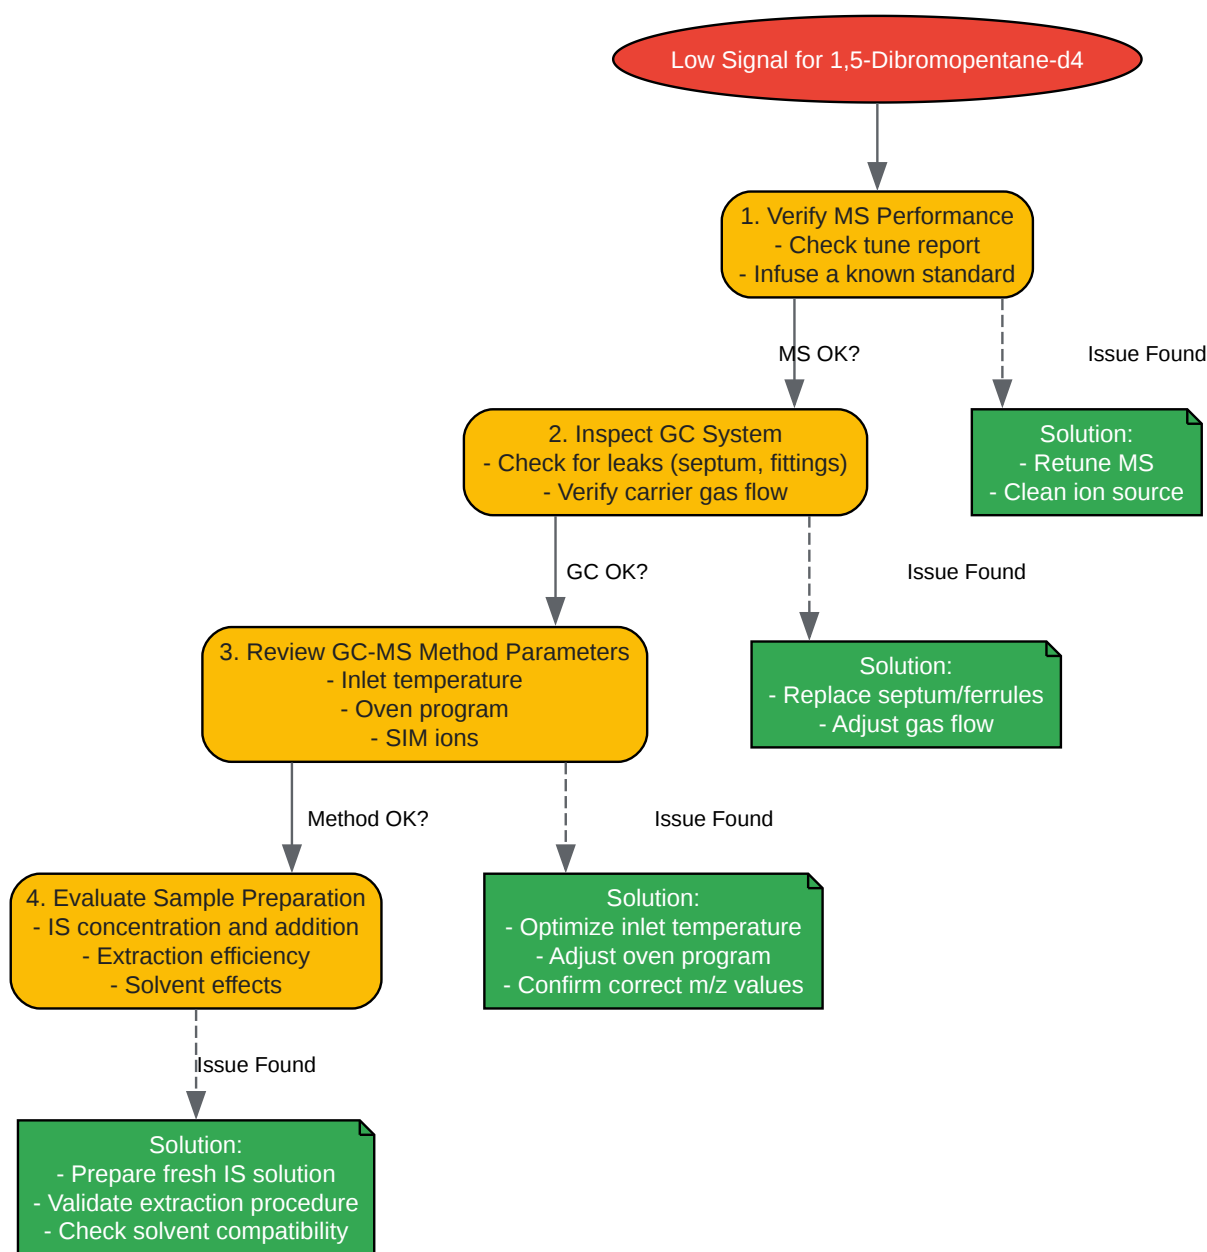 Low Signal for 1,5-Dibromopentane-d4
1. Verify MS Performance
- Check tune report
- Infuse a known standard
MS OK?
Issue Found
2. Inspect GC System
- Check for leaks (septum, fittings)
- Verify carrier gas flow
Solution:
- Retune MS
- Clean ion source
GC OK?
Issue Found
3. Review GC-MS Method Parameters
- Inlet temperature
- Oven program
- SIM ions
Solution:
- Replace septum/ferrules
- Adjust gas flow
Method OK?
Issue Found
4. Evaluate Sample Preparation
- IS concentration and addition
- Extraction efficiency
- Solvent effects
Solution:
- Optimize inlet temperature
- Adjust oven program
- Confirm correct m/z values
Issue Found
Solution:
- Prepare fresh IS solution
- Validate extraction procedure
- Check solvent compatibility